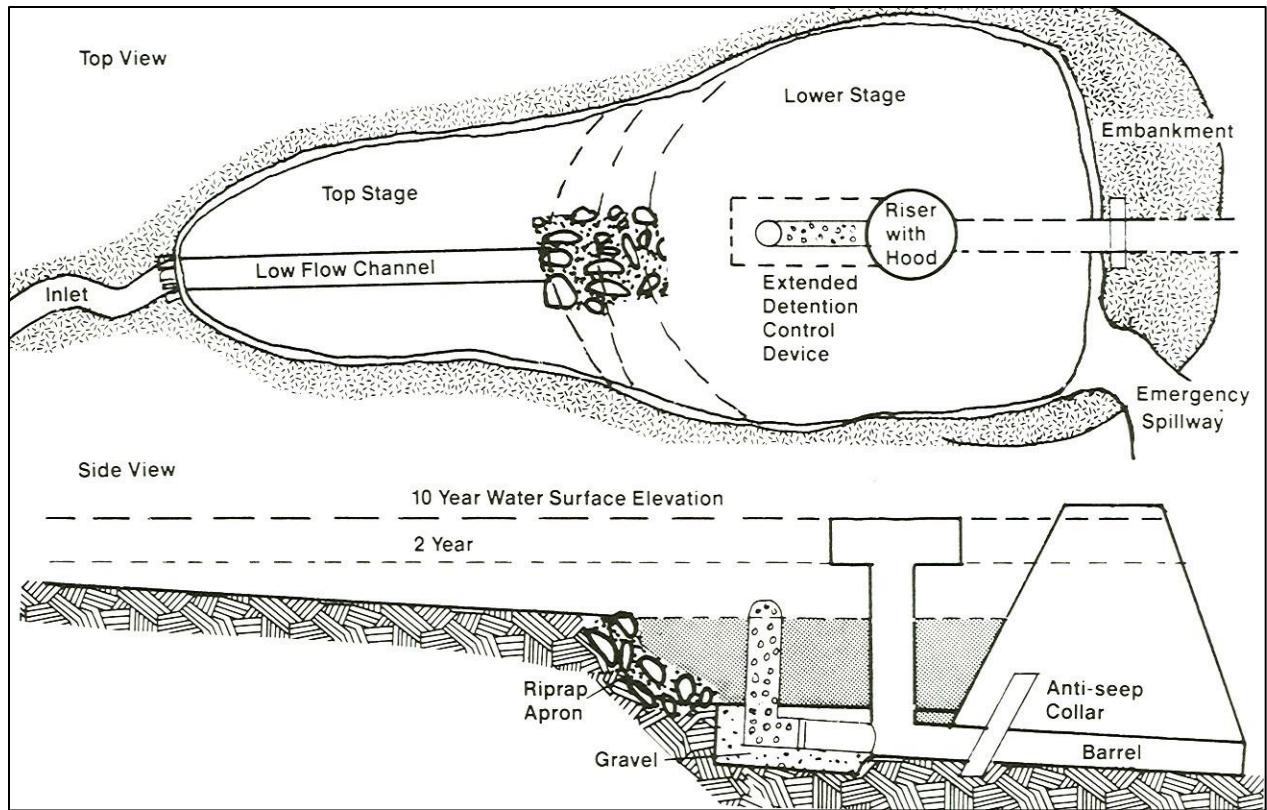 Top View
Lower Stage
Embankment
Top Stage
Riser
with
Hood
Low Flow Channel
Inlet
Extended
Detention
Control
Device
Emergency
Spillway
Side View
10 Year Water Surface Elevation
2 Year
Riprap
Apron
Anti-seep
Collar
Gravel
Barrel